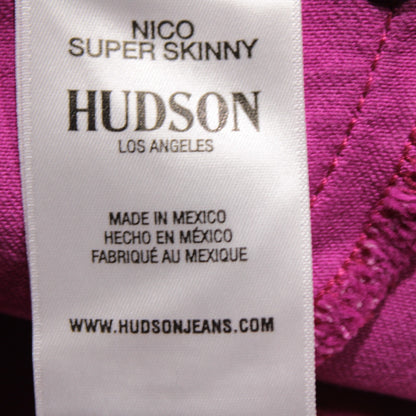 NICO
SUPER SKINNY
HUDSON
LOS ANGELES
MADE IN MEXICO
HECHO EN MÉXICO
FABRIQUÉ AU MEXIQUE
WWW.HUDSONJEANS.COM